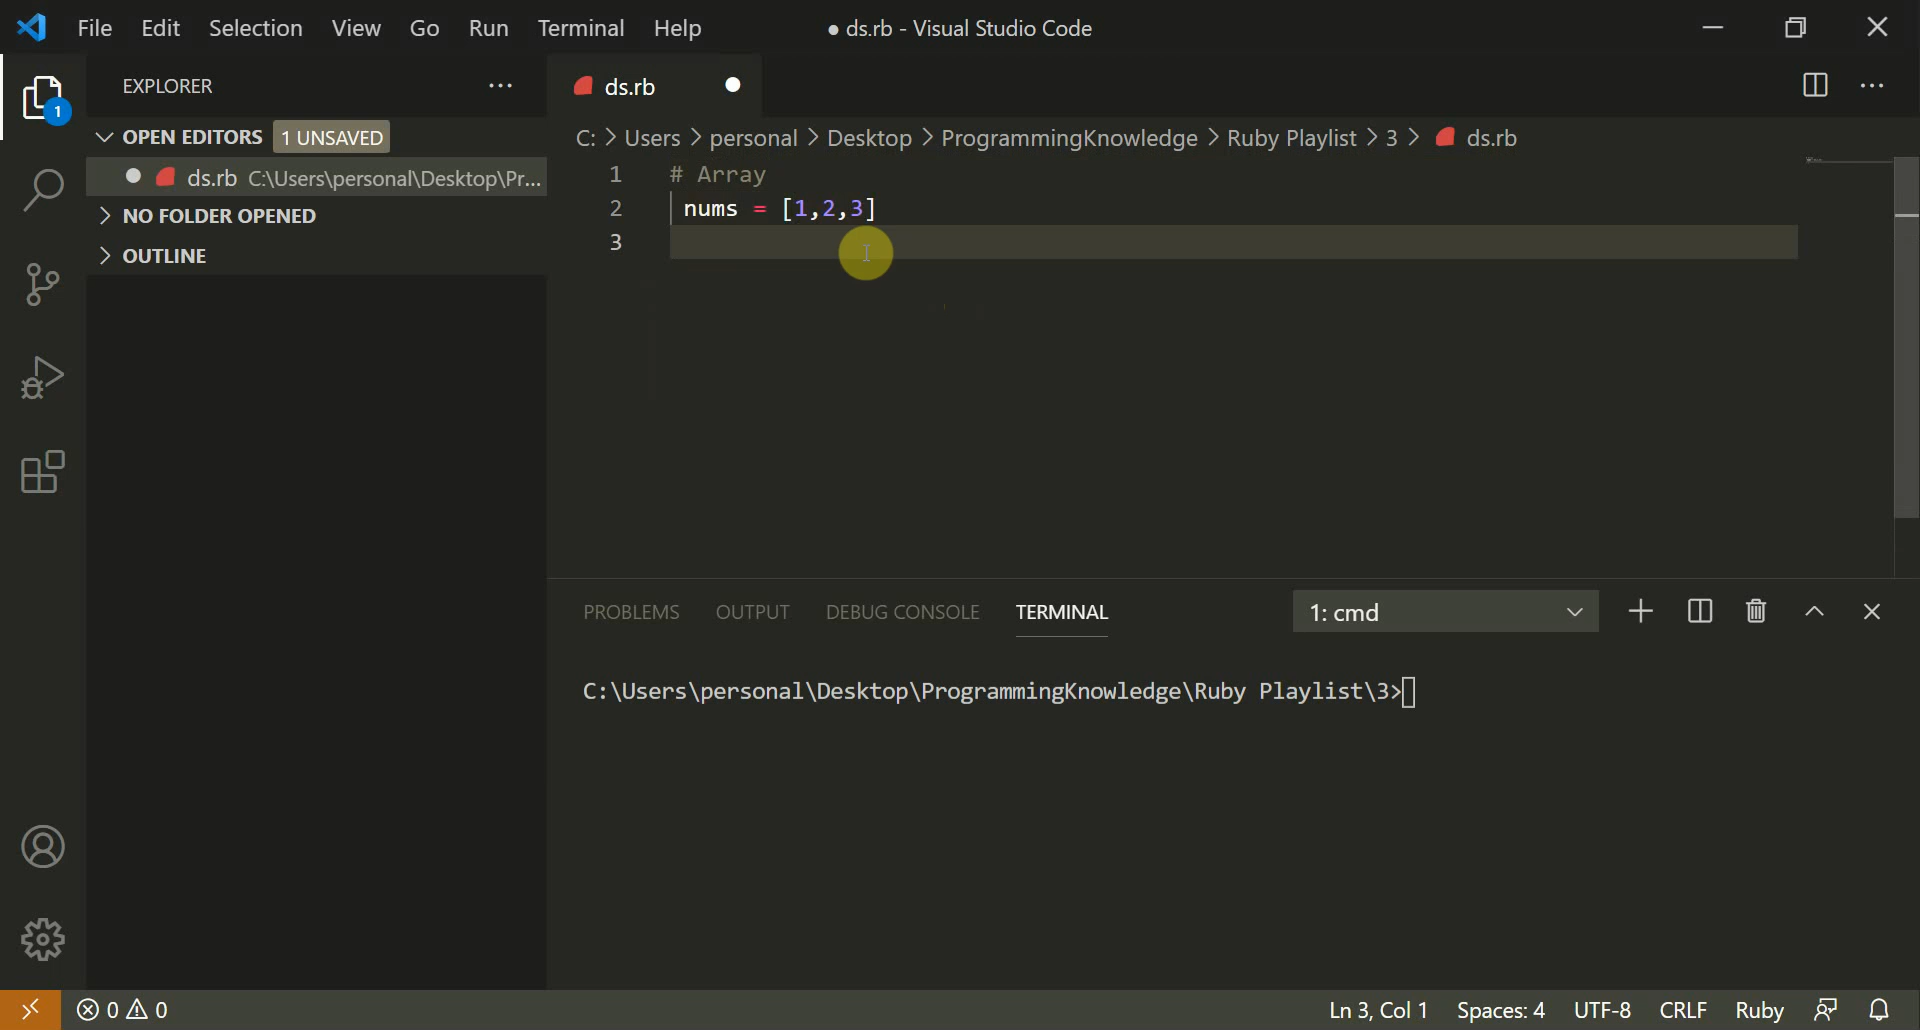 File Edit Selection View Go Run Terminal Help
● ds.rb - Visual Studio Code
1
EXPLORER
OPEN EDITORS 1 UNSAVED
ds.rb C:\Users\personal\Desktop\Pr...
NO FOLDER OPENED
OUTLINE
ds.rb
C: > Users > personal > Desktop > ProgrammingKnowledge > Ruby Playlist > 3 > ds.rb
1 # Array
2 nums = [1,2,3]
3
PROBLEMS OUTPUT DEBUG CONSOLE TERMINAL
1: cmd
C:\Users\personal\Desktop\ProgrammingKnowledge\Ruby Playlist\3>
0 0
Ln 3, Col 1 Spaces: 4 UTF-8 CRLF Ruby